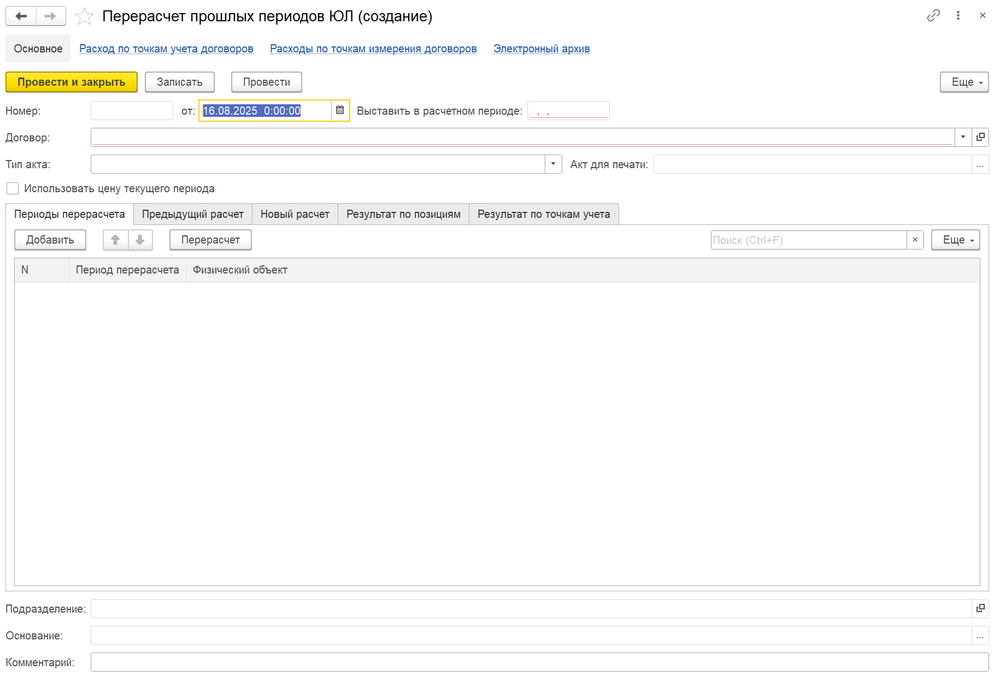 Перерасчет прошлых периодов ЮЛ (создание)
Основное Расход по точкам учета договоров Расходы по точкам измерения договоров Электронный архив
Провести и закрыть Записать Провести Еще
Номер: от: 16.08.2025 0:00:00 Выставить в расчетном периоде: . .
Договор:
Тип акта: Акт для печати: ...
Использовать цену текущего периода
Периоды перерасчета Предыдущий расчет Новый расчет Результат по позициям Результат по точкам учета
Добавить Перерасчет Поиск (Ctrl+F) × Еще
N Период перерасчета Физический объект
Подразделение:
Основание: ...
Комментарий: